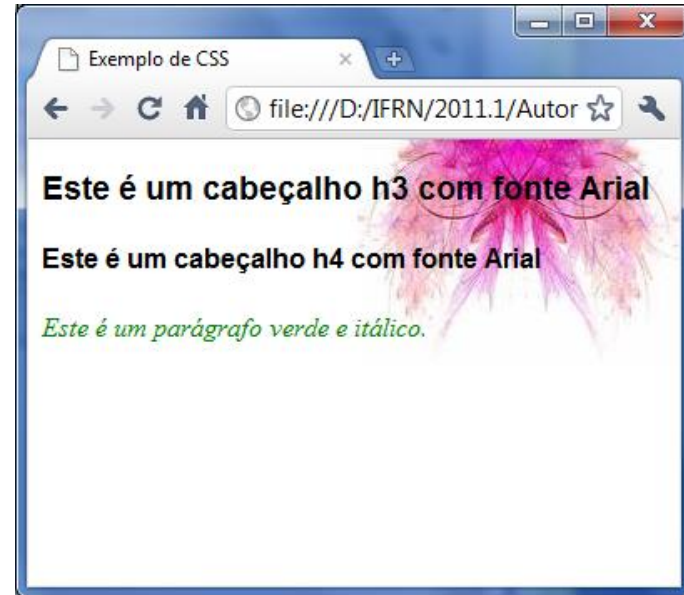 Exemplo de CSS
file:///D:/IFRN/2011.1/Autor
Este é um cabeçalho h3 com fonte Arial
Este é um cabeçalho h4 com fonte Arial
Este é um parágrafo verde e itálico.